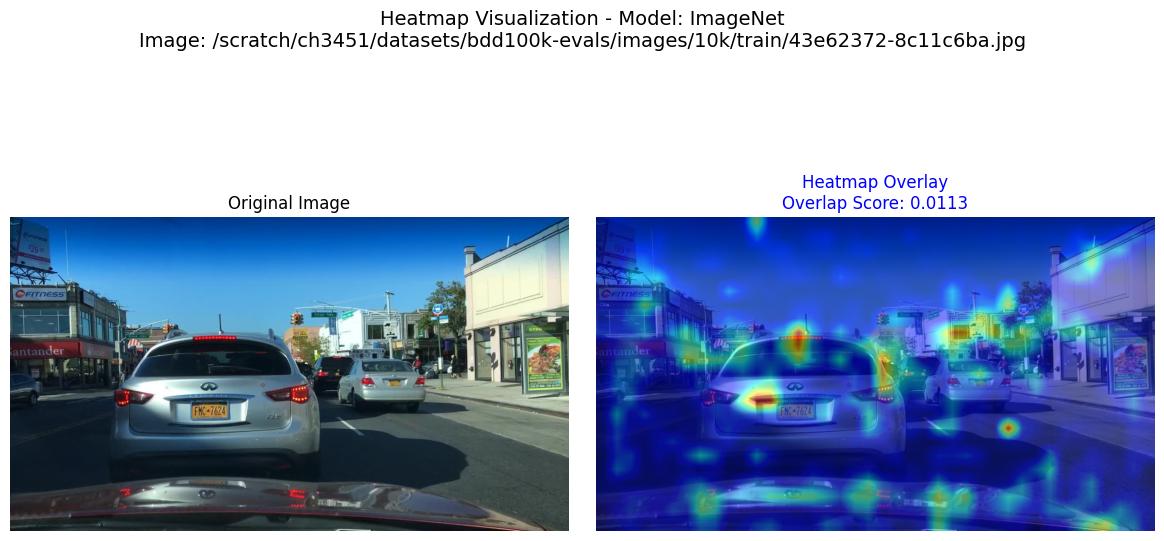 Heatmap Visualization - Model: ImageNet
Image: /scratch/ch3451/datasets/bdd100k-evals/images/10k/train/43e62372-8c11c6ba.jpg
Original Image
Heatmap Overlay
Overlap Score: 0.0113
FITNESS
Santander
FMC 7624